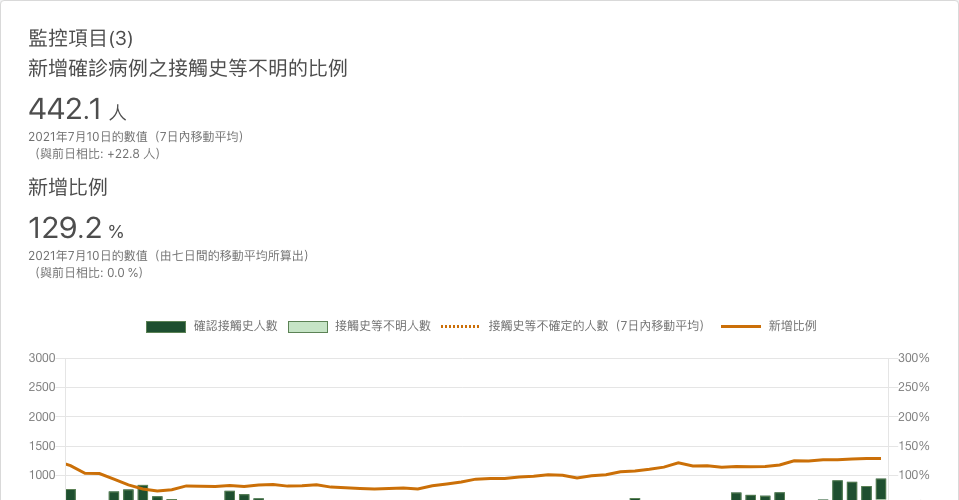 監控項目(3)
新增確診病例之接觸史等不明的比例
442.1 人
2021年7月10日的數值（7日內移動平均）
（與前日相比: +22.8 人）
新增比例
129.2 %
2021年7月10日的數值（由七日間的移動平均所算出）
（與前日相比: 0.0 %）
確認接觸史人數 接觸史等不明人數 接觸史等不確定的人數（7日內移動平均） 新增比例
3000 300%
2500 250%
2000 200%
1500 150%
1000 100%